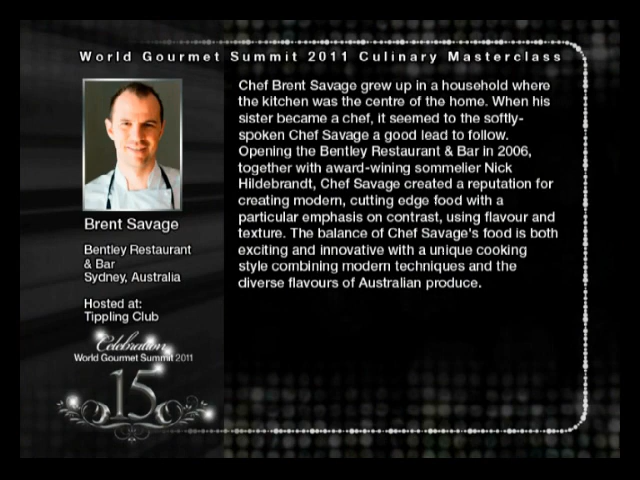 World Gourmet Summit 2011 Culinary Masterclass
Chef Brent Savage grew up in a household where
the kitchen was the centre of the home. When his
sister became a chef, it seemed to the softly-
spoken Chef Savage a good lead to follow.
Opening the Bentley Restaurant & Bar in 2006,
together with award-wining sommelier Nick
Hildebrandt, Chef Savage created a reputation for
creating modern, cutting edge food with a
particular emphasis on contrast, using flavour and
texture. The balance of Chef Savage's food is both
exciting and innovative with a unique cooking
style combining modern techniques and the
diverse flavours of Australian produce.
Brent Savage
Bentley Restaurant
& Bar
Sydney, Australia
Hosted at:
Tippling Club
Celebration
World Gourmet Summit 2011
15